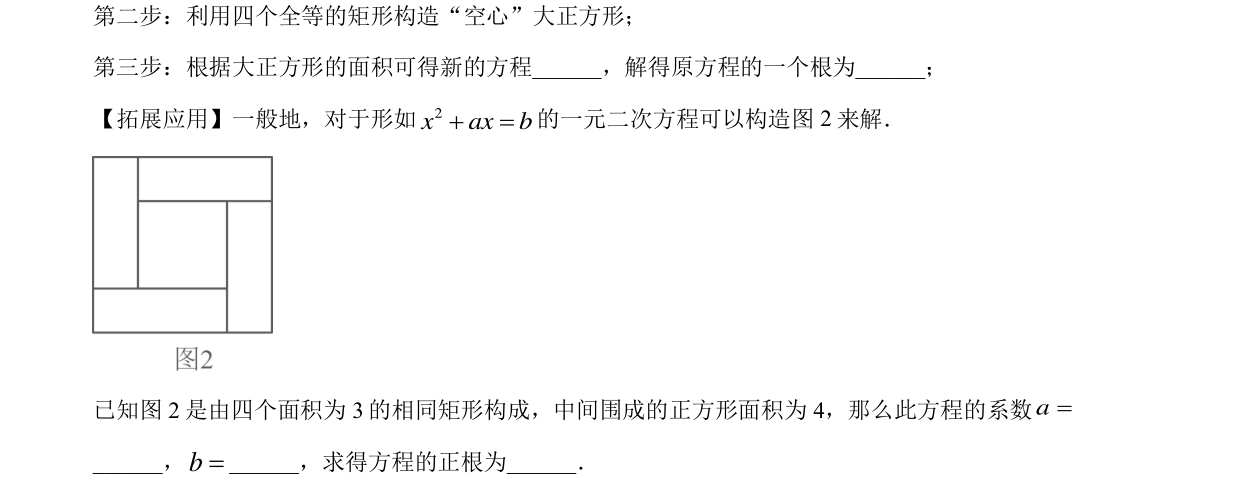 第二步：利用四个全等的矩形构造“空心”大正方形；
第三步：根据大正方形的面积可得新的方程______，解得原方程的一个根为______；
【拓展应用】一般地，对于形如 x² + ax = b 的一元二次方程可以构造图 2 来解．
图2
已知图 2 是由四个面积为 3 的相同矩形构成，中间围成的正方形面积为 4，那么此方程的系数 a =
______，b = ______，求得方程的正根为______．